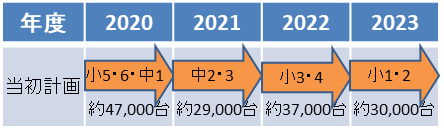 年度 2020 2021 2022 2023
当初計画 小5・6・中1 中2・3 小3・4 小1・2
約47,000台 約29,000台 約37,000台 約30,000台